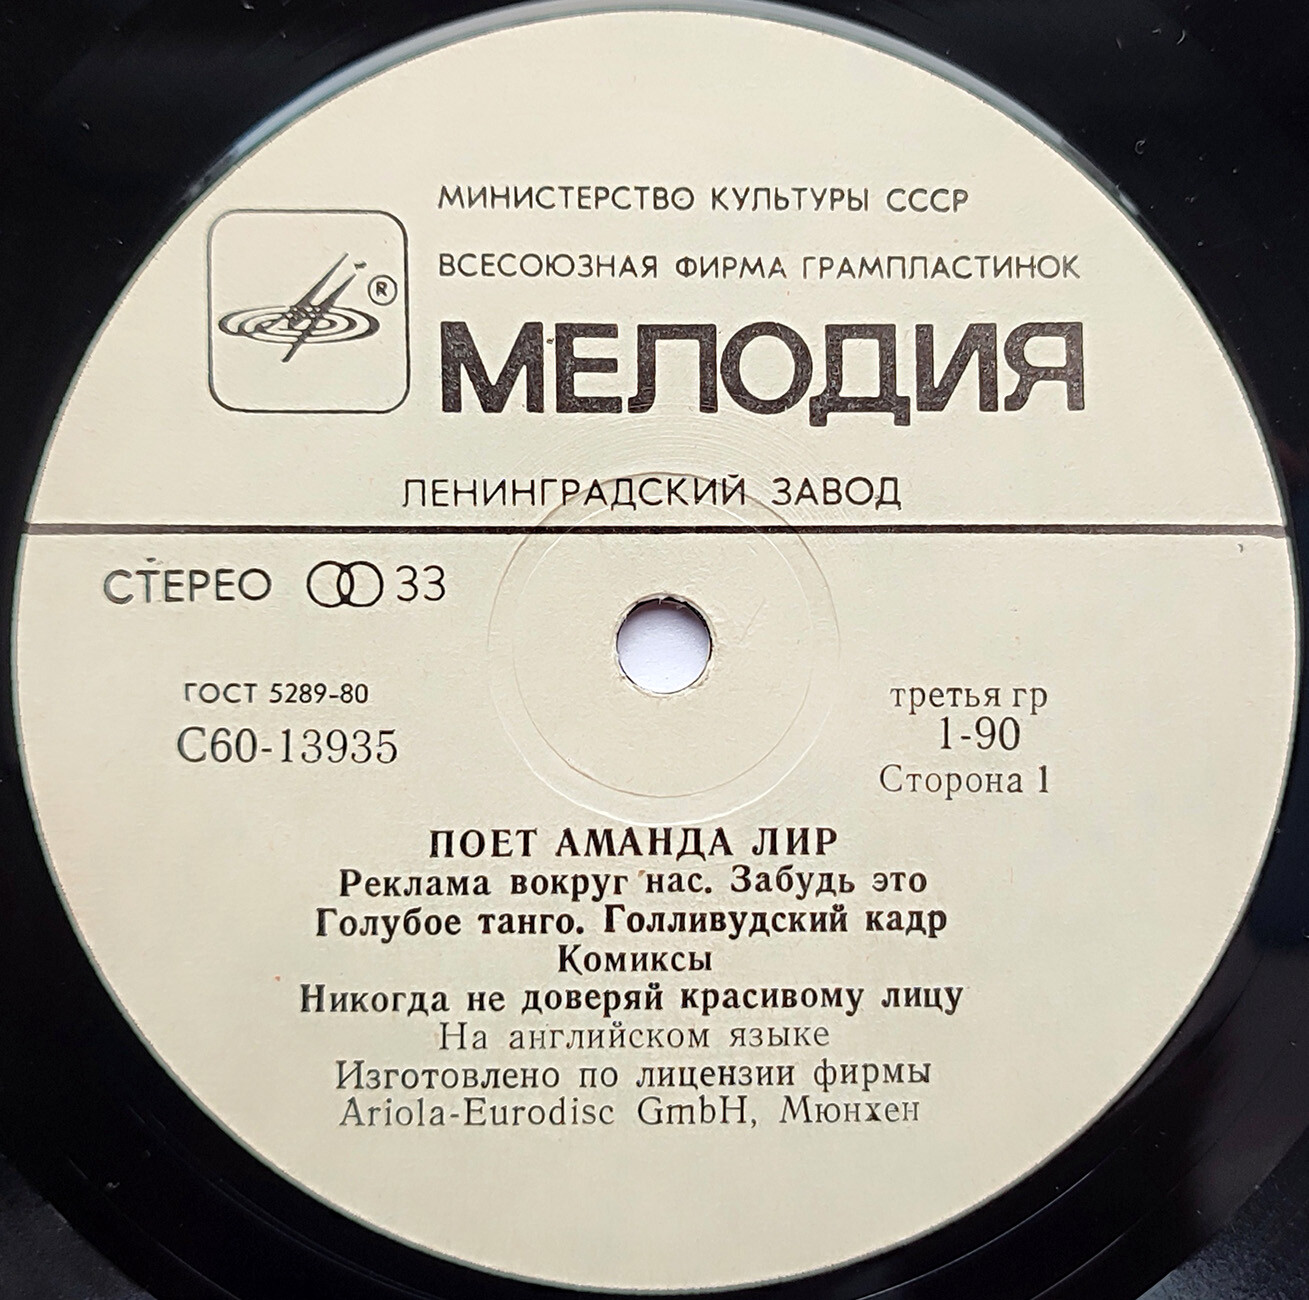 МИНИСТЕРСТВО КУЛЬТУРЫ СССР
ВСЕСОЮЗНАЯ ФИРМА ГРАМПЛАСТИНОК
®
МЕЛОДИЯ
ЛЕНИНГРАДСКИЙ ЗАВОД
СТЕРЕО 33
ГОСТ 5289-80
С60-13935
третья гр
1-90
Сторона 1
ПОЕТ АМАНДА ЛИР
Реклама вокруг нас. Забудь это
Голубое танго. Голливудский кадр
Комиксы
Никогда не доверяй красивому лицу
На английском языке
Изготовлено по лицензии фирмы
Ariola-Eurodisc GmbH, Мюнхен